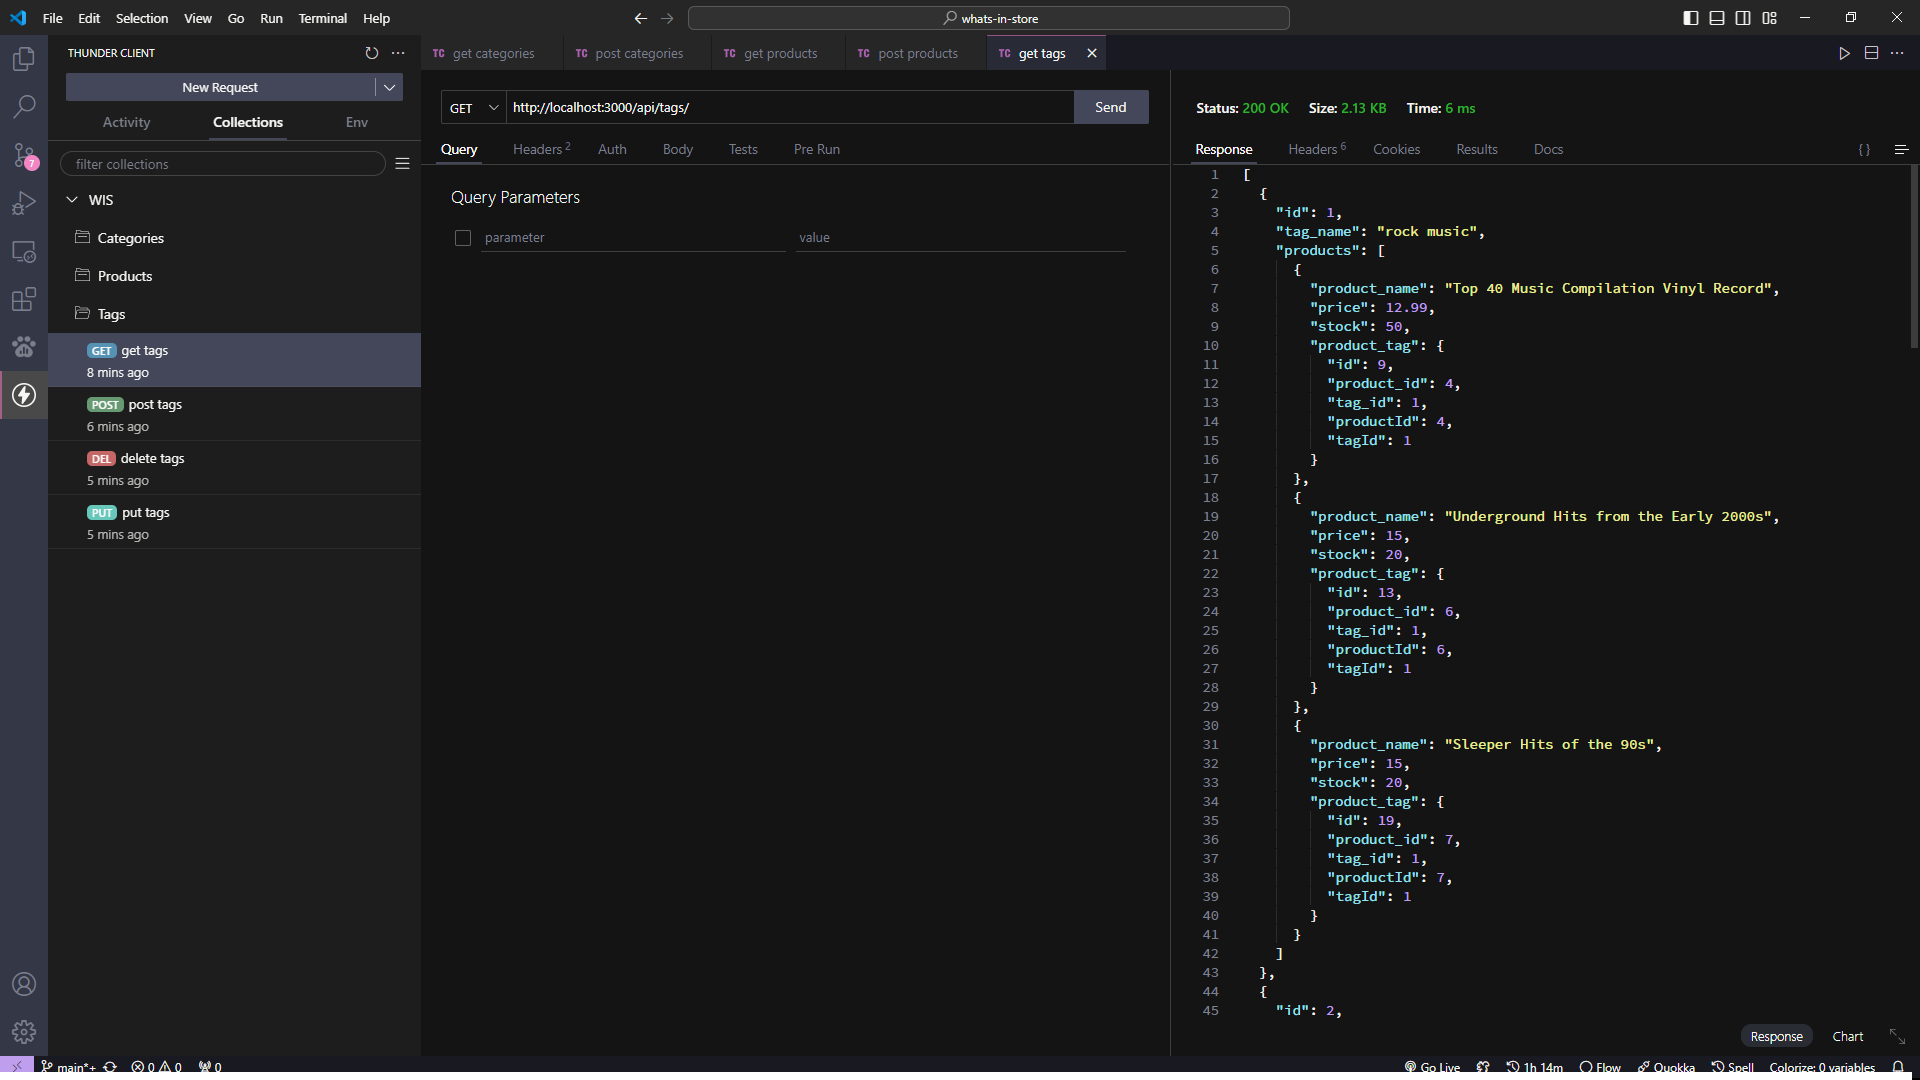 File Edit Selection View Go Run Terminal Help
whats-in-store
THUNDER CLIENT
New Request
Activity Collections Env
filter collections
WIS
Categories
Products
Tags
GET get tags
8 mins ago
POST post tags
6 mins ago
DEL delete tags
5 mins ago
PUT put tags
5 mins ago
7
TC get categories TC post categories TC get products TC post products TC get tags
GET http://localhost:3000/api/tags/ Send
Query Headers 2 Auth Body Tests Pre Run
Query Parameters
parameter value
Status: 200 OK Size: 2.13 KB Time: 6 ms
Response Headers 6 Cookies Results Docs { }
1 [
2 {
3 "id": 1,
4 "tag_name": "rock music",
5 "products": [
6 {
7 "product_name": "Top 40 Music Compilation Vinyl Record",
8 "price": 12.99,
9 "stock": 50,
10 "product_tag": {
11 "id": 9,
12 "product_id": 4,
13 "tag_id": 1,
14 "productId": 4,
15 "tagId": 1
16 }
17 },
18 {
19 "product_name": "Underground Hits from the Early 2000s",
20 "price": 15,
21 "stock": 20,
22 "product_tag": {
23 "id": 13,
24 "product_id": 6,
25 "tag_id": 1,
26 "productId": 6,
27 "tagId": 1
28 }
29 },
30 {
31 "product_name": "Sleeper Hits of the 90s",
32 "price": 15,
33 "stock": 20,
34 "product_tag": {
35 "id": 19,
36 "product_id": 7,
37 "tag_id": 1,
38 "productId": 7,
39 "tagId": 1
40 }
41 }
42 ]
43 },
44 {
45 "id": 2,
Response Chart
main*+ 0 0 0 Go Live 1h 14m Flow Quokka Spell Colorize: 0 variables